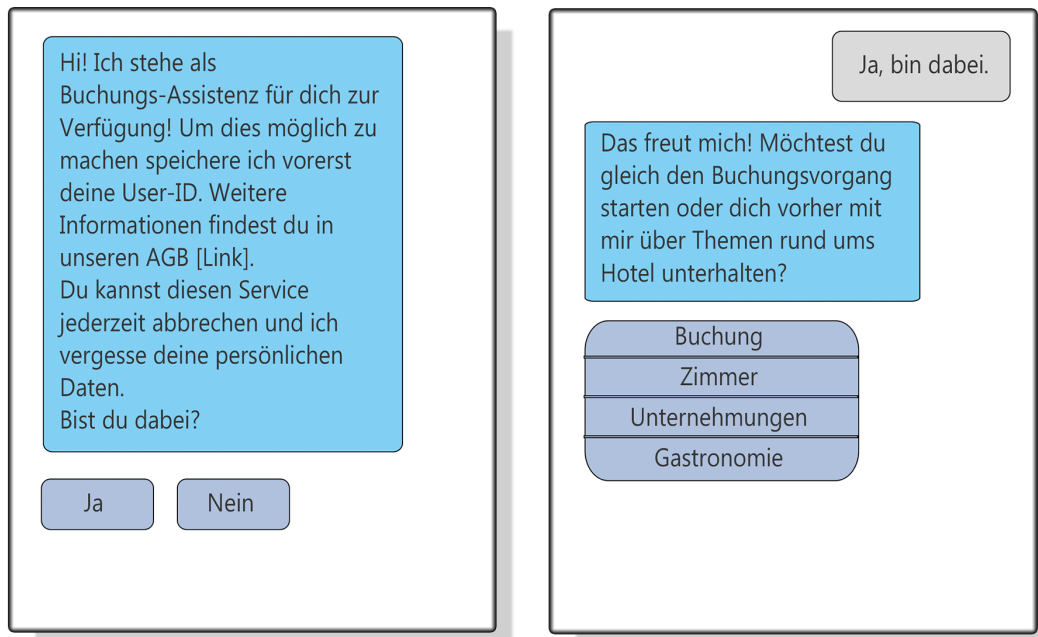 Hi! Ich stehe als
Buchungs-Assistenz für dich zur
Verfügung! Um dies möglich zu
machen speichere ich vorerst
deine User-ID. Weitere
Informationen findest du in
unseren AGB [Link].
Du kannst diesen Service
jederzeit abbrechen und ich
vergesse deine persönlichen
Daten.
Bist du dabei?
Ja
Nein
Ja, bin dabei.
Das freut mich! Möchtest du
gleich den Buchungsvorgang
starten oder dich vorher mit
mir über Themen rund ums
Hotel unterhalten?
Buchung
Zimmer
Unternehmungen
Gastronomie